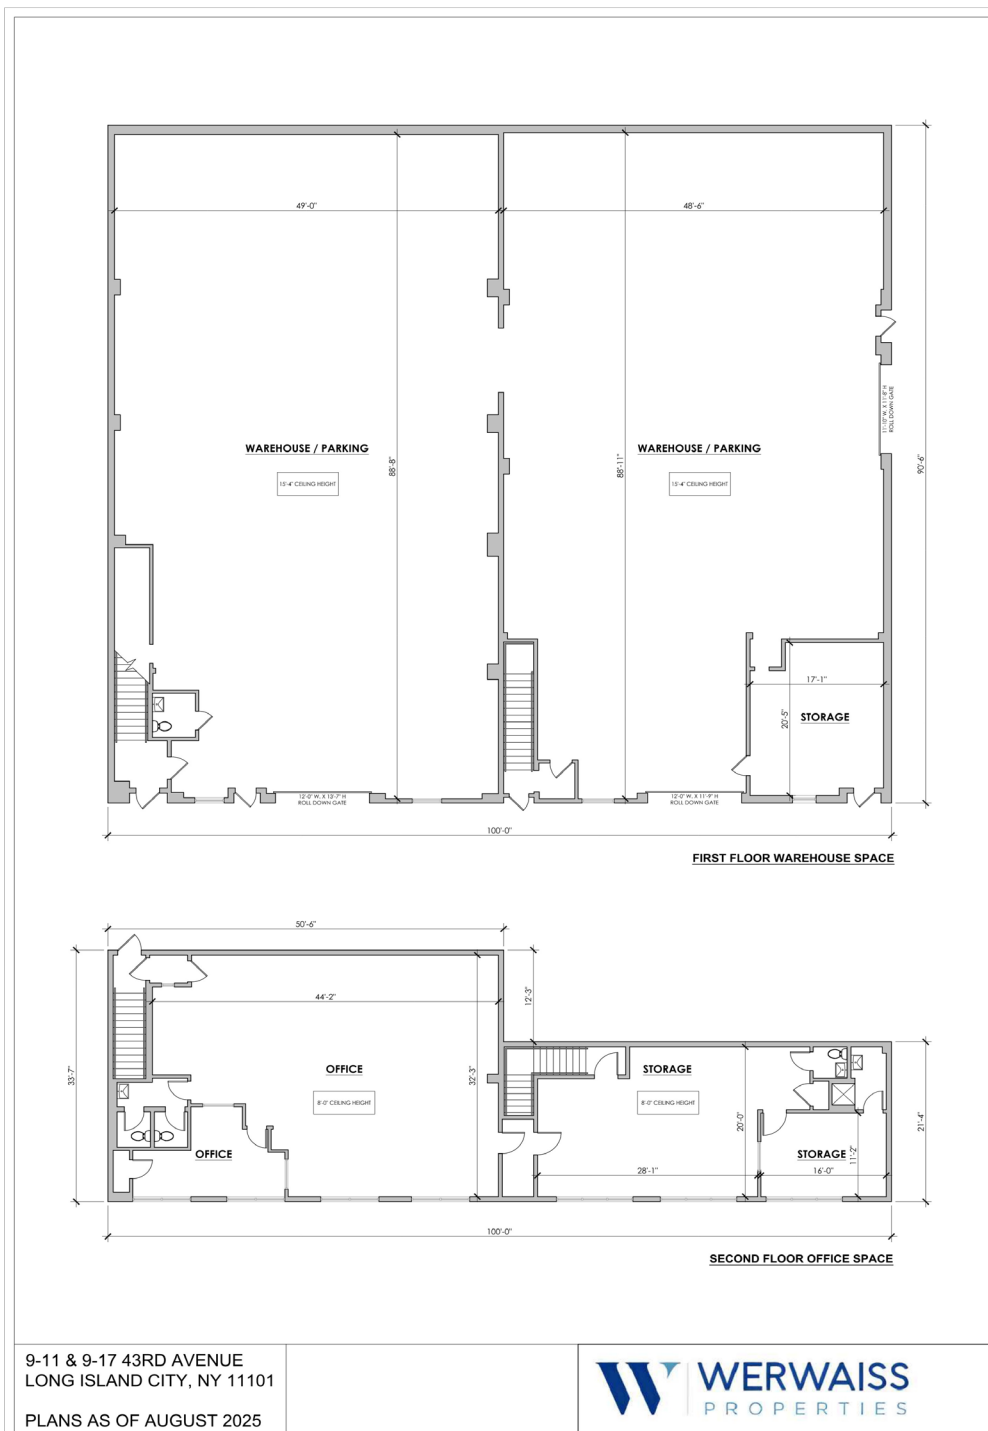 49'-0"
48'-6"
11'-10" W. X 11'-8" H
ROLL DOWN GATE
WAREHOUSE / PARKING
WAREHOUSE / PARKING
88'-8"
88'-11"
90'-6"
15'-4" CEILING HEIGHT
15'-4" CEILING HEIGHT
17'-1"
20'-5"
STORAGE
12'-0" W. X 13'-7" H
ROLL DOWN GATE
12'-0" W. X 11'-9" H
ROLL DOWN GATE
100'-0"
FIRST FLOOR WAREHOUSE SPACE
50'-6"
44'-2"
12'-3"
33'-7"
OFFICE
32'-3"
STORAGE
8'-0" CEILING HEIGHT
8'-0" CEILING HEIGHT
20'-0"
21'-4"
OFFICE
STORAGE
11'-2"
28'-1"
16'-0"
100'-0"
SECOND FLOOR OFFICE SPACE
9-11 & 9-17 43RD AVENUE
LONG ISLAND CITY, NY 11101
PLANS AS OF AUGUST 2025
WERWAISS
PROPERTIES